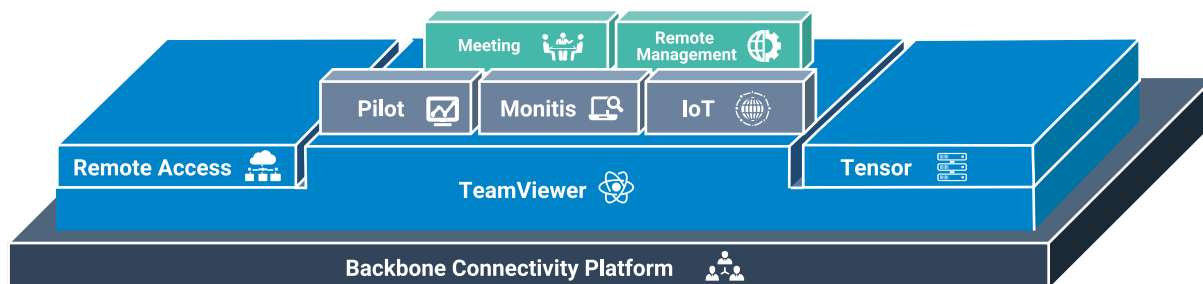 Meeting
Remote
Management
Pilot
Monitis
IoT
Remote Access
Tensor
TeamViewer
Backbone Connectivity Platform